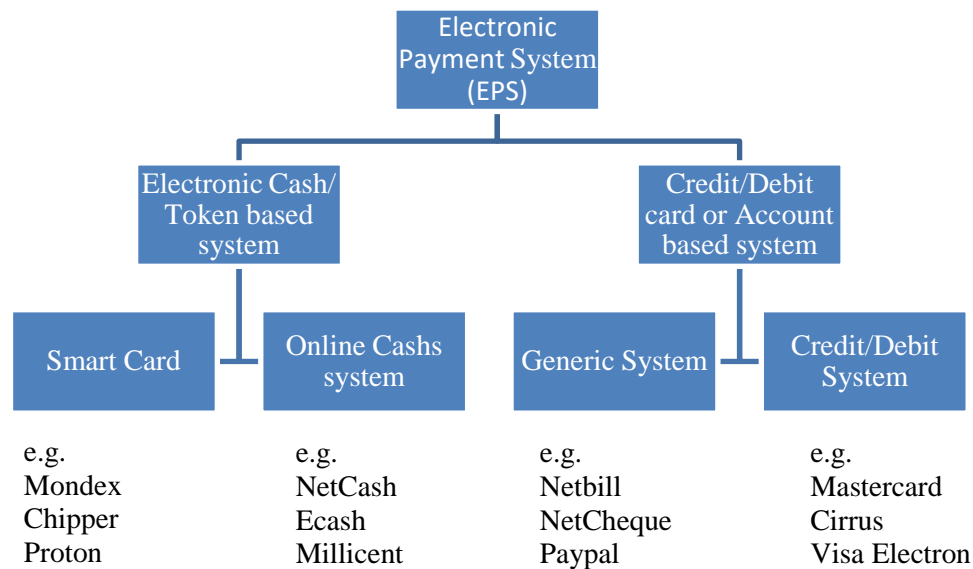 Electronic
Payment System
(EPS)
Electronic Cash/
Token based
system
Credit/Debit
card or Account
based system
Smart Card
Online Cashs
system
Generic System
Credit/Debit
System
e.g.
Mondex
Chipper
Proton
e.g.
NetCash
Ecash
Millicent
e.g.
Netbill
NetCheque
Paypal
e.g.
Mastercard
Cirrus
Visa Electron